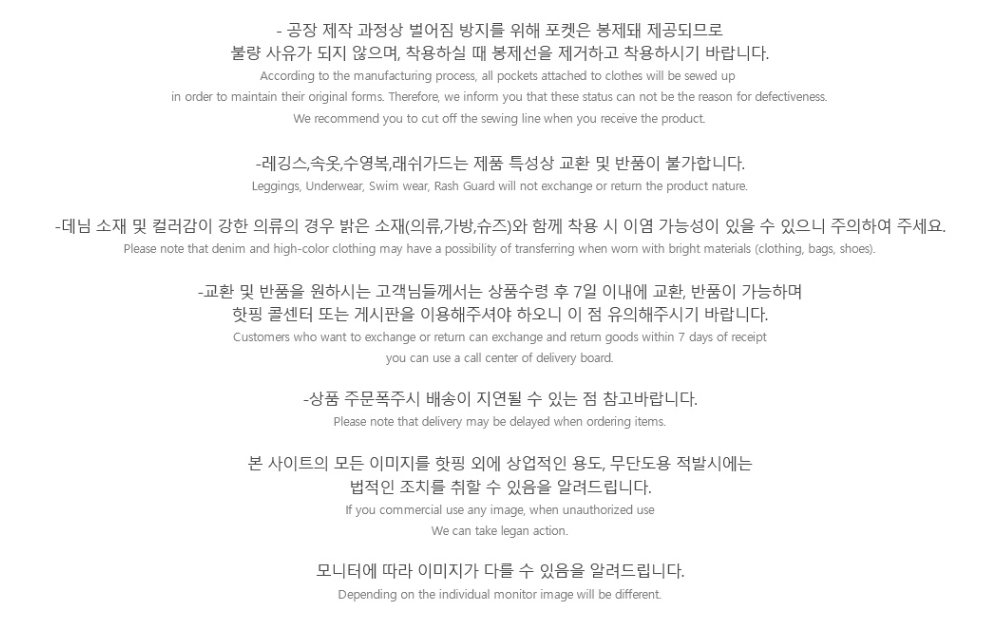 - 공장 제작 과정상 벌어짐 방지를 위해 포켓은 봉제돼 제공되므로
불량 사유가 되지 않으며, 착용하실 때 봉제선을 제거하고 착용하시기 바랍니다.
According to the manufacturing process, all pockets attached to clothes will be sewed up
in order to maintain their original forms. Therefore, we inform you that these status can not be the reason for defectiveness.
We recommend you to cut off the sewing line when you receive the product.
-레깅스,속옷,수영복,래쉬가드는 제품 특성상 교환 및 반품이 불가합니다.
Leggings, Underwear, Swim wear, Rash Guard will not exchange or return the product nature.
-데님 소재 및 컬러감이 강한 의류의 경우 밝은 소재(의류,가방,슈즈)와 함께 착용 시 이염 가능성이 있을 수 있으니 주의하여 주세요.
Please note that denim and high-color clothing may have a possibility of transferring when worn with bright materials (clothing, bags, shoes).
-교환 및 반품을 원하시는 고객님들께서는 상품수령 후 7일 이내에 교환, 반품이 가능하며
핫핑 콜센터 또는 게시판을 이용해주셔야 하오니 이 점 유의해주시기 바랍니다.
Customers who want to exchange or return can exchange and return goods within 7 days of receipt
you can use a call center of delivery board.
-상품 주문폭주시 배송이 지연될 수 있는 점 참고바랍니다.
Please note that delivery may be delayed when ordering items.
본 사이트의 모든 이미지를 핫핑 외에 상업적인 용도, 무단도용 적발시에는
법적인 조치를 취할 수 있음을 알려드립니다.
If you commercial use any image, when unauthorized use
We can take legan action.
모니터에 따라 이미지가 다를 수 있음을 알려드립니다.
Depending on the individual monitor image will be different.